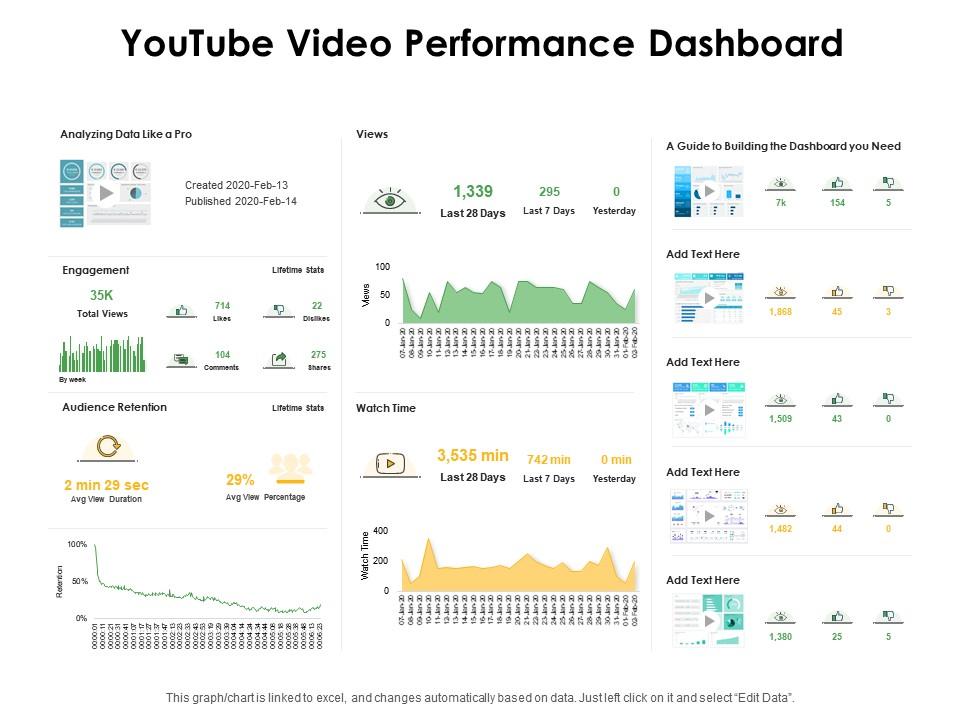 YouTube Video Performance Dashboard
Analyzing Data Like a Pro
Created 2020-Feb-13
Published 2020-Feb-14
Engagement
Lifetime Stats
35K
Total Views
714
Likes
22
Dislikes
By week
104
Comments
275
Shares
Audience Retention
Lifetime Stats
2 min 29 sec
Avg View Duration
29%
Avg View Percentage
Retention
100%
50%
0%
Views
1,339
Last 28 Days
295
Last 7 Days
0
Yesterday
Views
100
50
0
07-Jan-20
08-Jan-20
09-Jan-20
10-Jan-20
11-Jan-20
12-Jan-20
13-Jan-20
14-Jan-20
15-Jan-20
16-Jan-20
17-Jan-20
18-Jan-20
19-Jan-20
20-Jan-20
21-Jan-20
22-Jan-20
23-Jan-20
24-Jan-20
25-Jan-20
26-Jan-20
27-Jan-20
28-Jan-20
29-Jan-20
30-Jan-20
31-Jan-20
01-Feb-20
02-Feb-20
Watch Time
3,535 min
Last 28 Days
742 min
Last 7 Days
0 min
Yesterday
Watch Time
400
200
0
07-Jan-20
08-Jan-20
09-Jan-20
10-Jan-20
11-Jan-20
12-Jan-20
13-Jan-20
14-Jan-20
15-Jan-20
16-Jan-20
17-Jan-20
18-Jan-20
19-Jan-20
20-Jan-20
21-Jan-20
22-Jan-20
23-Jan-20
24-Jan-20
25-Jan-20
26-Jan-20
27-Jan-20
28-Jan-20
29-Jan-20
30-Jan-20
31-Jan-20
01-Feb-20
02-Feb-20
A Guide to Building the Dashboard you Need
7k
154
5
Add Text Here
1,868
45
3
Add Text Here
1,509
43
0
Add Text Here
1,482
44
0
Add Text Here
1,380
25
5
This graph/chart is linked to excel, and changes automatically based on data. Just left click on it and select “Edit Data”.